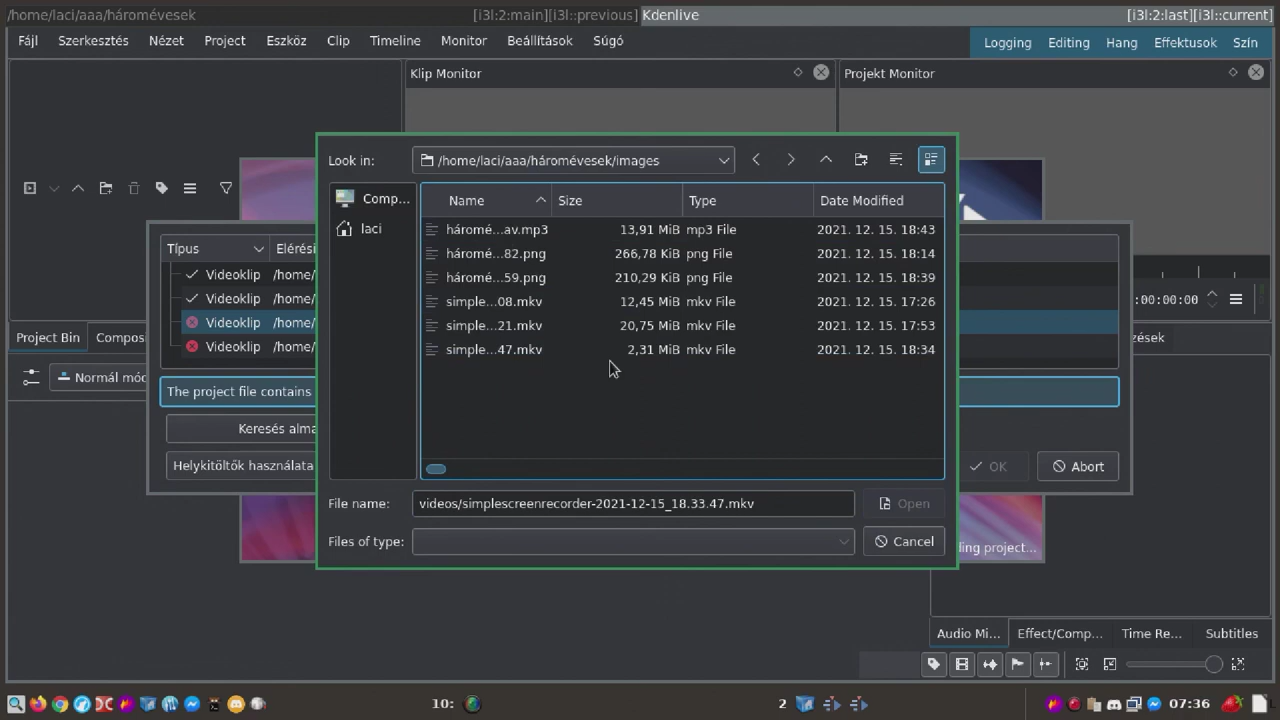 /home/laci/aaa/háromévesek [i3l:2:main][i3l::previous] Kdenlive [i3l:2:last][i3l::current]
Fájl Szerkesztés Nézet Project Eszköz Clip Timeline Monitor Beállítások Súgó Logging Editing Hang Effektusok Szín
Klip Monitor Projekt Monitor
Look in: /home/laci/aaa/háromévesek/images
Comp...
laci
Name Size Type Date Modified
háromé...av.mp3 13,91 MiB mp3 File 2021. 12. 15. 18:43
háromé...82.png 266,78 KiB png File 2021. 12. 15. 18:14
háromé...59.png 210,29 KiB png File 2021. 12. 15. 18:39
simple...08.mkv 12,45 MiB mkv File 2021. 12. 15. 17:26
simple...21.mkv 20,75 MiB mkv File 2021. 12. 15. 17:53
simple...47.mkv 2,31 MiB mkv File 2021. 12. 15. 18:34
File name: videos/simplescreenrecorder-2021-12-15_18.33.47.mkv Open
Files of type: Cancel
Típus Elérési
Videoklip /home/
Videoklip /home/
Videoklip /home/
Videoklip /home/
:00:00:00
Project Bin Compos
zések
Normál mód
The project file contains
Keresés alma
Helykitöltők használata
OK Abort
ling project...
Audio Mi... Effect/Comp... Time Re... Subtitles
10: 2 07:36